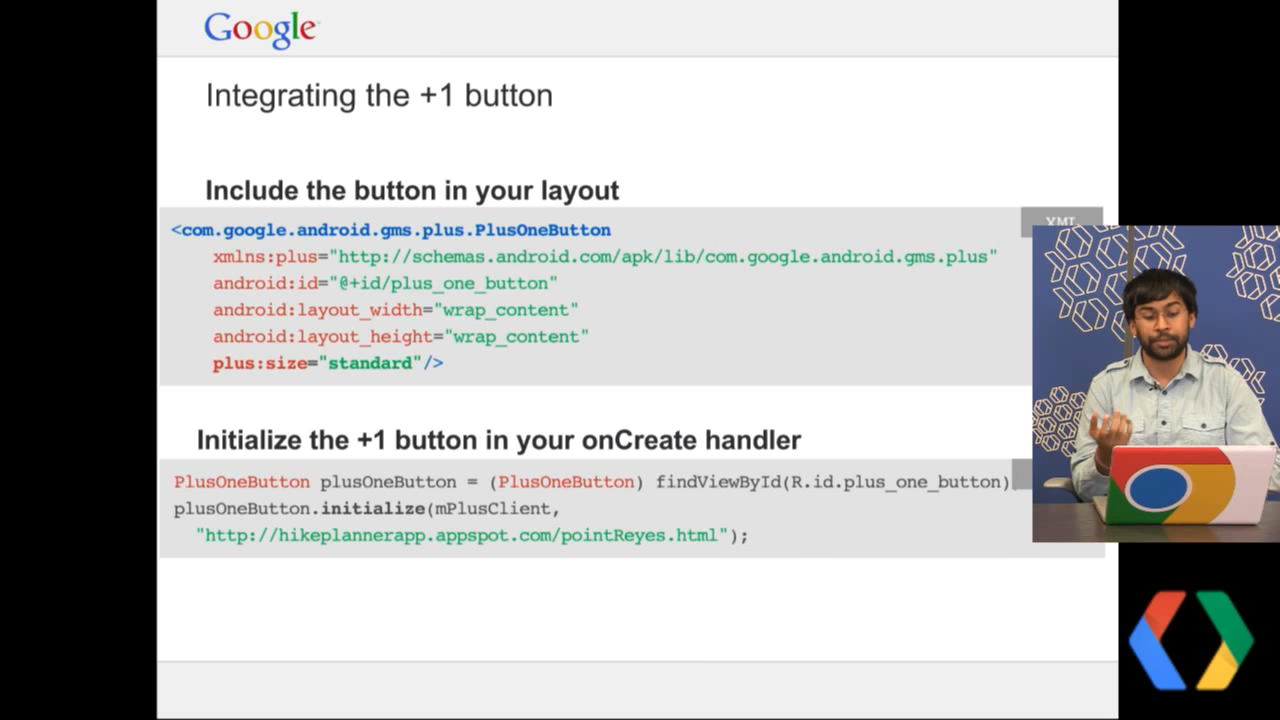 Google
Integrating the +1 button
Include the button in your layout
XML
<com.google.android.gms.plus.PlusOneButton
xmlns:plus="http://schemas.android.com/apk/lib/com.google.android.gms.plus"
android:id="@+id/plus_one_button"
android:layout_width="wrap_content"
android:layout_height="wrap_content"
plus:size="standard"/>
Initialize the +1 button in your onCreate handler
PlusOneButton plusOneButton = (PlusOneButton) findViewById(R.id.plus_one_button)
plusOneButton.initialize(mPlusClient,
"http://hikeplannerapp.appspot.com/pointReyes.html");